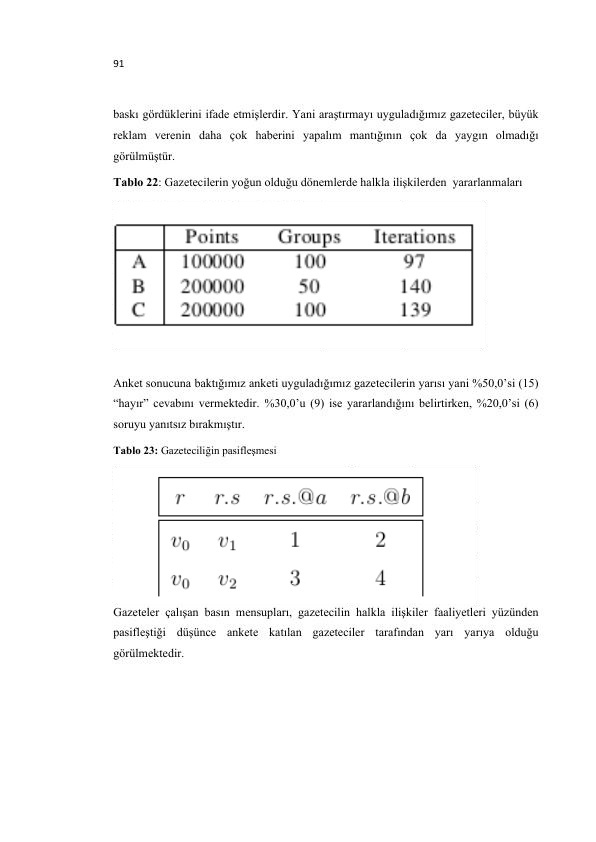 91
baskı gördüklerini ifade etmişlerdir. Yani araştırmayı uyguladığımız gazeteciler, büyük
reklam verenin daha çok haberini yapalım mantığının çok da yaygın olmadığı
görülmüştür.
Tablo 22: Gazetecilerin yoğun olduğu dönemlerde halkla ilişkilerden yararlanmaları
Points Groups Iterations
A 100000 100 97
B 200000 50 140
C 200000 100 139
Anket sonucuna baktığımız anketi uyguladığımız gazetecilerin yarısı yani %50,0’si (15)
“hayır” cevabını vermektedir. %30,0’u (9) ise yararlandığını belirtirken, %20,0’si (6)
soruyu yanıtsız bırakmıştır.
Tablo 23: Gazeteciliğin pasifleşmesi
r r.s r.s.@a r.s.@b
v₀ v₁ 1 2
v₀ v₂ 3 4
Gazeteler çalışan basın mensupları, gazetecilin halkla ilişkiler faaliyetleri yüzünden
pasifleştiği düşünce ankete katılan gazeteciler tarafından yarı yarıya olduğu
görülmektedir.